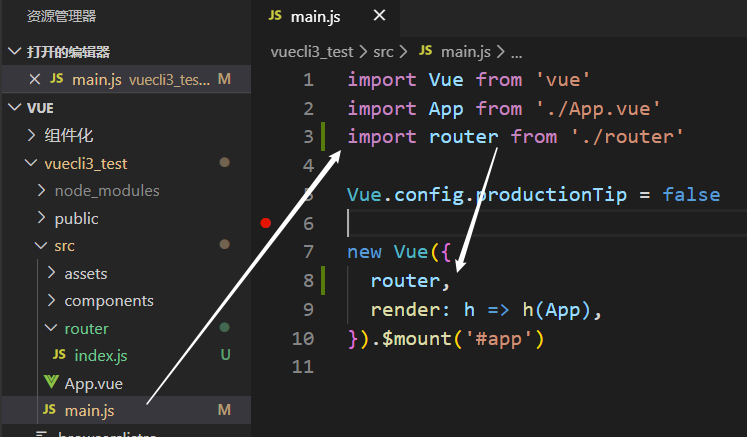 资源管理器
打开的编辑器
JS main.js vuecli3_tes... M
VUE
组件化
vuecli3_test
node_modules
public
src
assets
components
router
JS index.js U
App.vue
JS main.js M
JS main.js
vuecli3_test > src > JS main.js > ...
1 import Vue from 'vue'
2 import App from './App.vue'
3 import router from './router'
4
5 Vue.config.productionTip = false
6
7 new Vue({
8 router,
9 render: h => h(App),
10 }).$mount('#app')
11